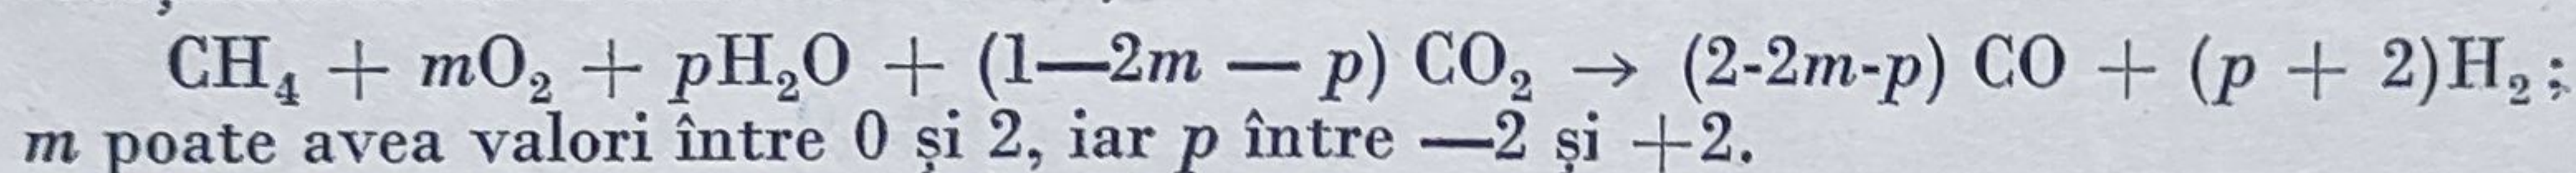 CH₄ + mO₂ + pH₂O + (1—2m — p) CO₂ → (2-2m-p) CO + (p + 2)H₂;
m poate avea valori între 0 și 2, iar p între —2 și +2.